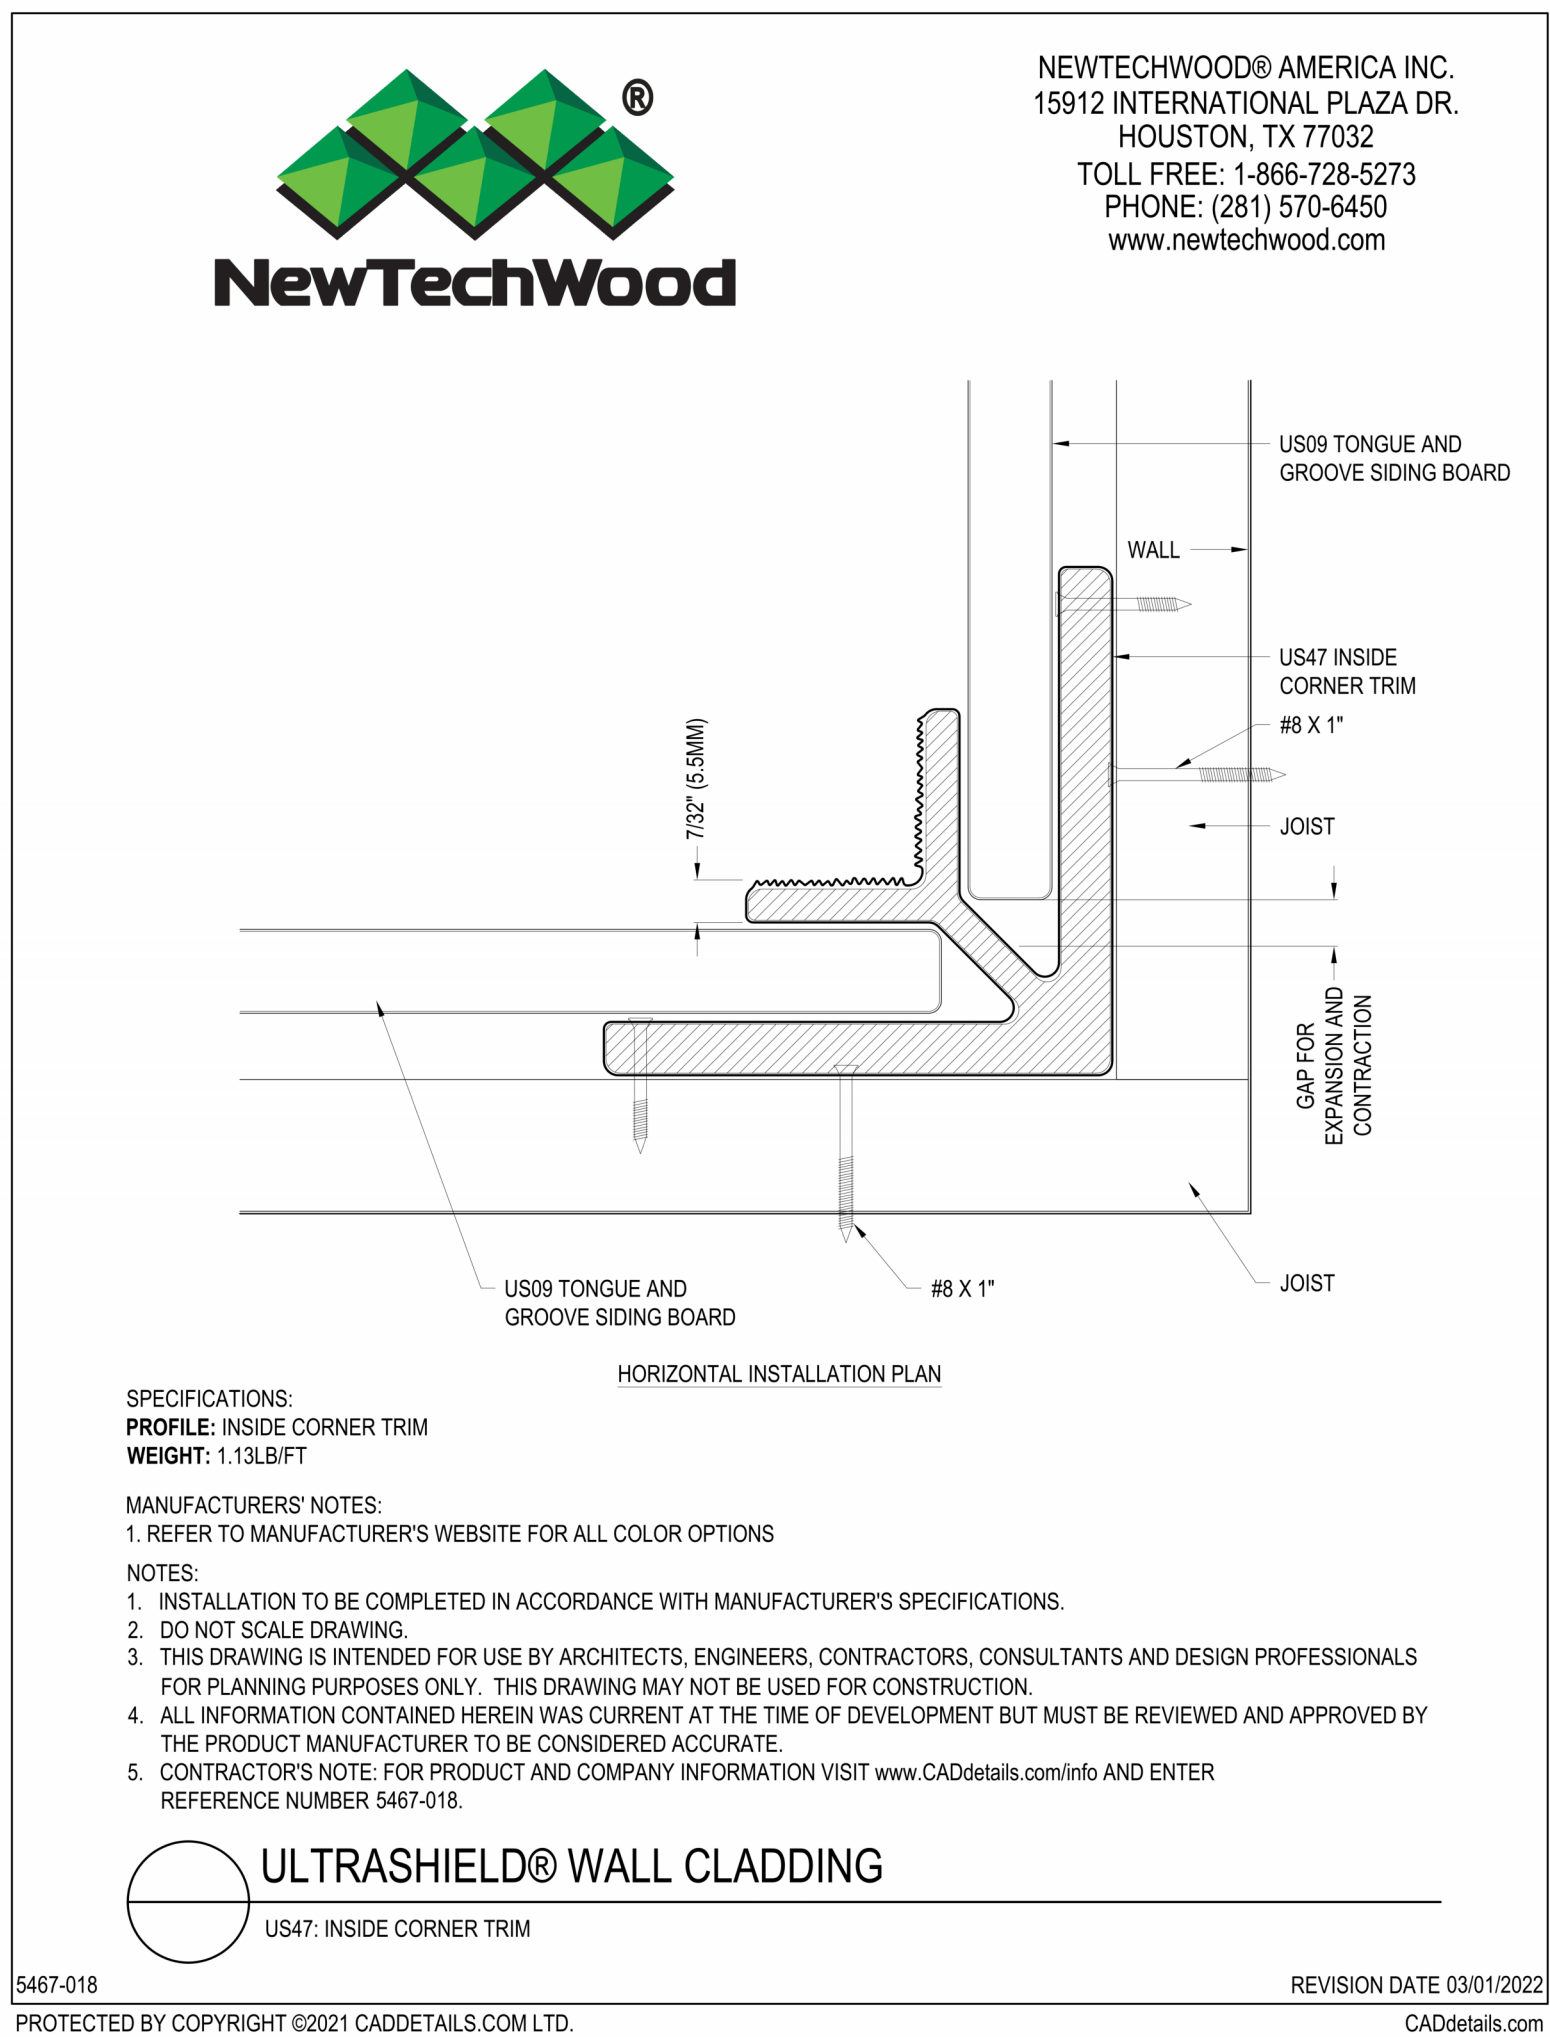 ®
NewTechWood
NEWTECHWOOD® AMERICA INC.
15912 INTERNATIONAL PLAZA DR.
HOUSTON, TX 77032
TOLL FREE: 1-866-728-5273
PHONE: (281) 570-6450
www.newtechwood.com
US09 TONGUE AND
GROOVE SIDING BOARD
WALL
US47 INSIDE
CORNER TRIM
#8 X 1"
7/32" (5.5MM)
JOIST
GAP FOR
EXPANSION AND
CONTRACTION
US09 TONGUE AND
GROOVE SIDING BOARD
#8 X 1"
JOIST
HORIZONTAL INSTALLATION PLAN
SPECIFICATIONS:
PROFILE: INSIDE CORNER TRIM
WEIGHT: 1.13LB/FT
MANUFACTURERS' NOTES:
1. REFER TO MANUFACTURER'S WEBSITE FOR ALL COLOR OPTIONS
NOTES:
1. INSTALLATION TO BE COMPLETED IN ACCORDANCE WITH MANUFACTURER'S SPECIFICATIONS.
2. DO NOT SCALE DRAWING.
3. THIS DRAWING IS INTENDED FOR USE BY ARCHITECTS, ENGINEERS, CONTRACTORS, CONSULTANTS AND DESIGN PROFESSIONALS
FOR PLANNING PURPOSES ONLY. THIS DRAWING MAY NOT BE USED FOR CONSTRUCTION.
4. ALL INFORMATION CONTAINED HEREIN WAS CURRENT AT THE TIME OF DEVELOPMENT BUT MUST BE REVIEWED AND APPROVED BY
THE PRODUCT MANUFACTURER TO BE CONSIDERED ACCURATE.
5. CONTRACTOR'S NOTE: FOR PRODUCT AND COMPANY INFORMATION VISIT www.CADdetails.com/info AND ENTER
REFERENCE NUMBER 5467-018.
ULTRASHIELD® WALL CLADDING
US47: INSIDE CORNER TRIM
5467-018
REVISION DATE 03/01/2022
PROTECTED BY COPYRIGHT ©2021 CADDETAILS.COM LTD.
CADdetails.com